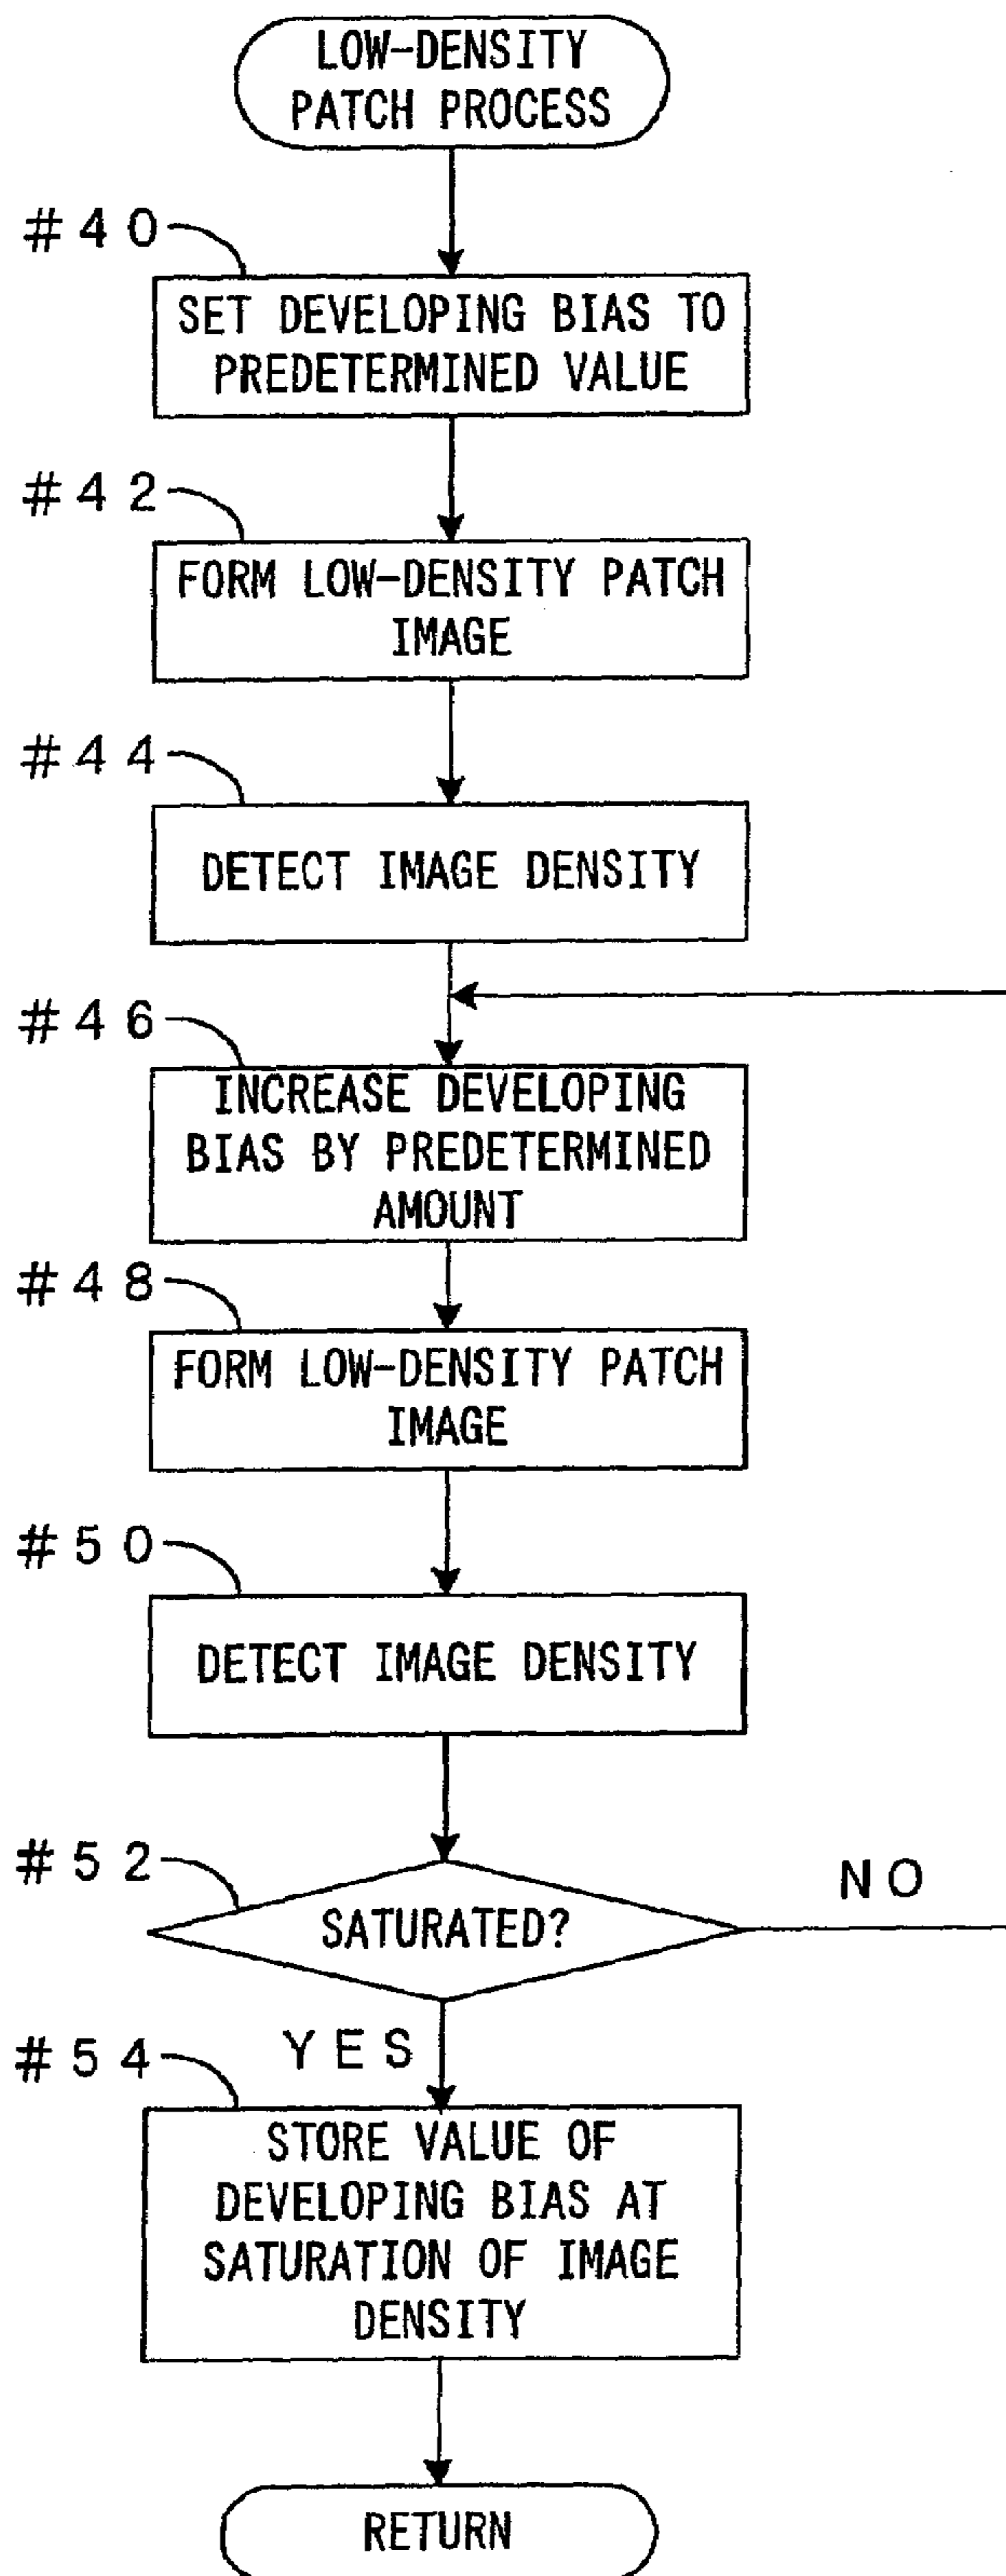 LOW-DENSITY
PATCH PROCESS
#40
SET DEVELOPING BIAS TO
PREDETERMINED VALUE
#42
FORM LOW-DENSITY PATCH
IMAGE
#44
DETECT IMAGE DENSITY
#46
INCREASE DEVELOPING
BIAS BY PREDETERMINED
AMOUNT
#48
FORM LOW-DENSITY PATCH
IMAGE
#50
DETECT IMAGE DENSITY
#52
SATURATED?
NO
YES
#54
STORE VALUE OF
DEVELOPING BIAS AT
SATURATION OF IMAGE
DENSITY
RETURN